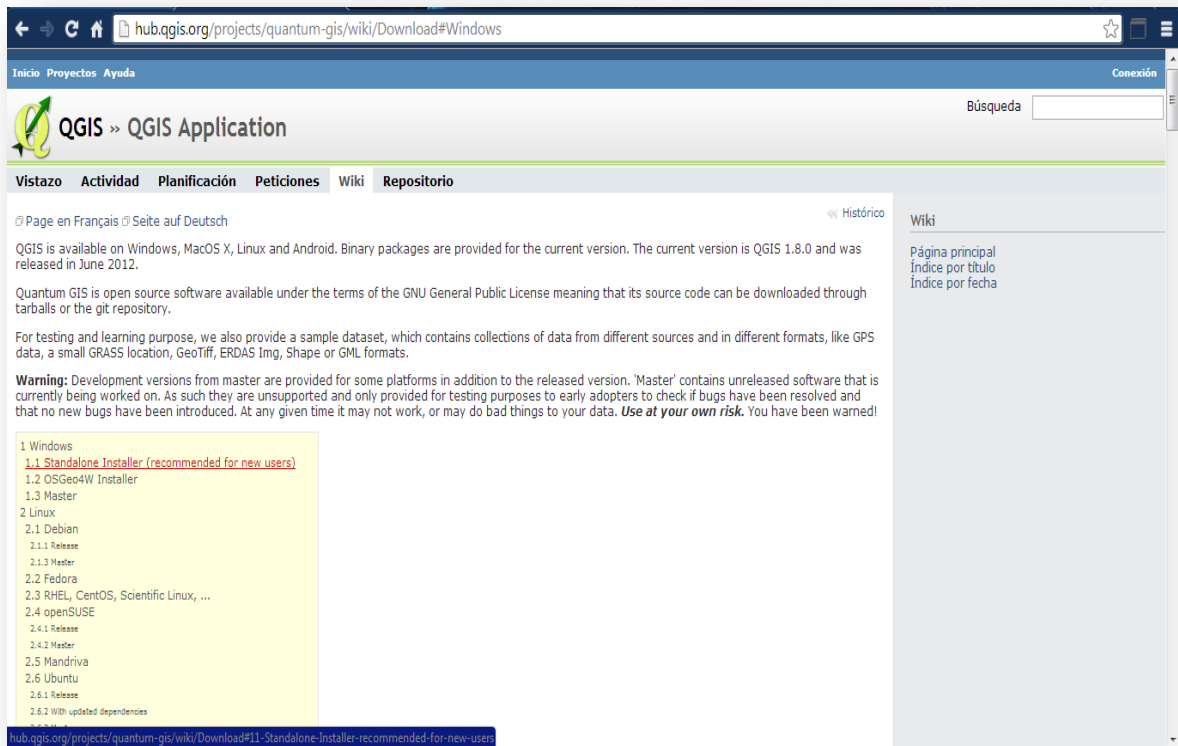 hub.qgis.org/projects/quantum-gis/wiki/Download#Windows
Inicio Proyectos Ayuda
Conexión
QGIS » QGIS Application
Búsqueda
Vistazo Actividad Planificación Peticiones Wiki Repositorio
Page en Français Seite auf Deutsch
« Histórico
QGIS is available on Windows, MacOS X, Linux and Android. Binary packages are provided for the current version. The current version is QGIS 1.8.0 and was
released in June 2012.
Quantum GIS is open source software available under the terms of the GNU General Public License meaning that its source code can be downloaded through
tarballs or the git repository.
For testing and learning purpose, we also provide a sample dataset, which contains collections of data from different sources and in different formats, like GPS
data, a small GRASS location, GeoTiff, ERDAS Img, Shape or GML formats.
Warning: Development versions from master are provided for some platforms in addition to the released version. 'Master' contains unreleased software that is
currently being worked on. As such they are unsupported and only provided for testing purposes to early adopters to check if bugs have been resolved and
that no new bugs have been introduced. At any given time it may not work, or may do bad things to your data. Use at your own risk. You have been warned!
1 Windows
1.1 Standalone Installer (recommended for new users)
1.2 OSGeo4W Installer
1.3 Master
2 Linux
2.1 Debian
2.1.1 Release
2.1.3 Master
2.2 Fedora
2.3 RHEL, CentOS, Scientific Linux, ...
2.4 openSUSE
2.4.1 Release
2.4.2 Master
2.5 Mandriva
2.6 Ubuntu
2.6.1 Release
2.6.2 With updated dependencies
Wiki
Página principal
Índice por título
Índice por fecha
hub.qgis.org/projects/quantum-gis/wiki/Download#11-Standalone-Installer-recommended-for-new-users